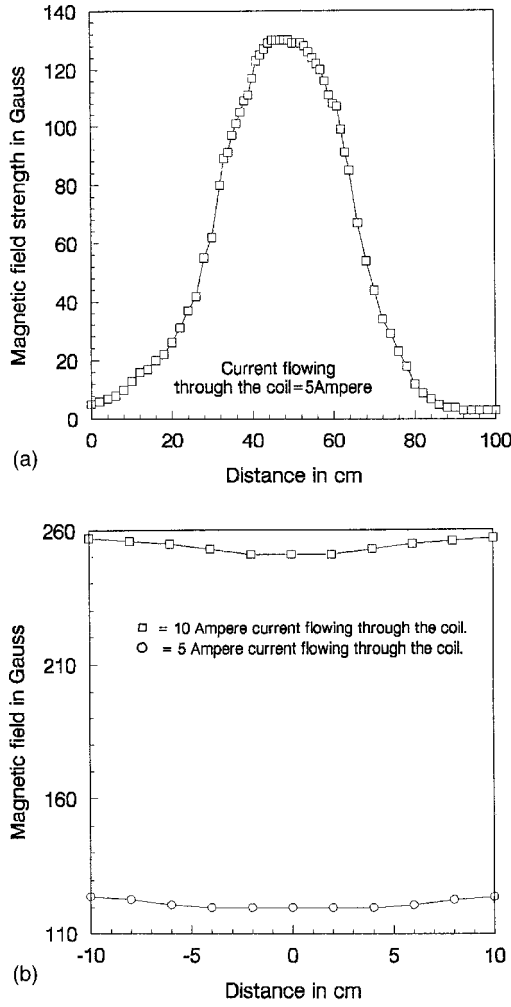 140
120
100
80
60
40
20
0
Magnetic field strength in Gauss
Current flowing
through the coil=5Ampere
0 20 40 60 80 100
Distance in cm
(a)
260
210
160
110
Magnetic field in Gauss
□ = 10 Ampere current flowing through the coil.
○ = 5 Ampere current flowing through the coil.
-10 -5 0 5 10
Distance in cm
(b)